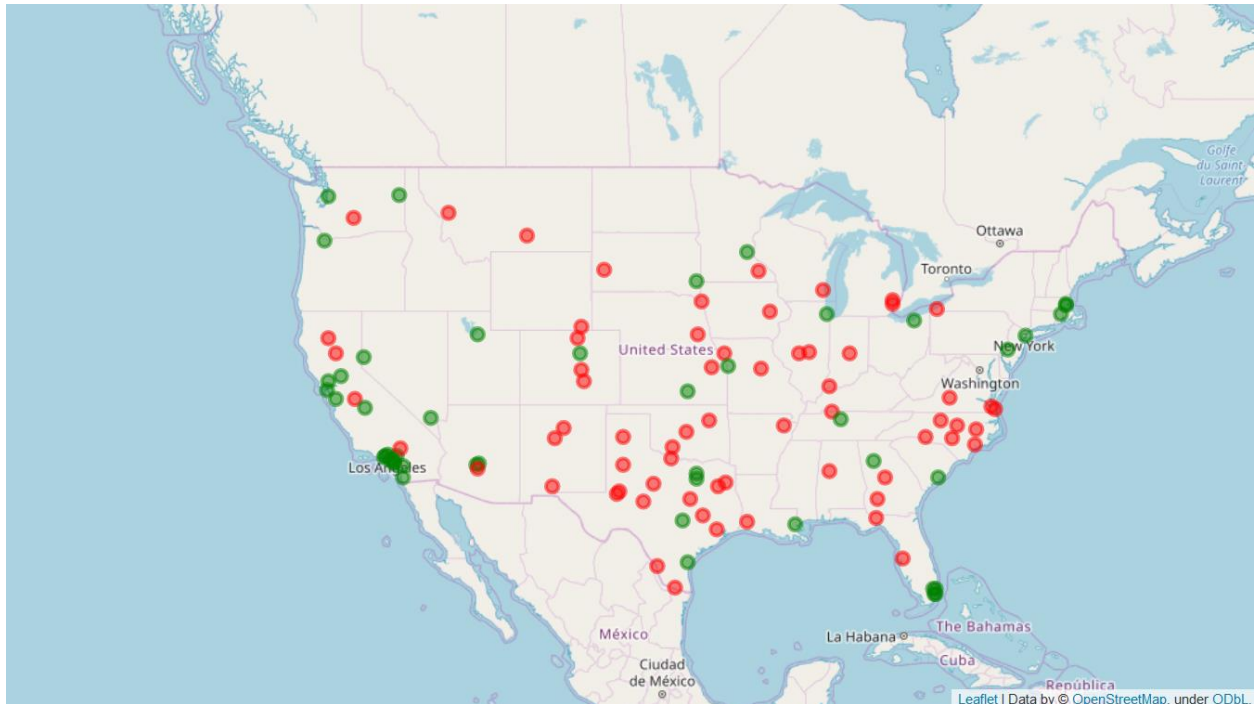 Golfe
du Saint-
Laurent
Ottawa
Toronto
United States
New York
Washington
Los Angeles
México
La Habana
The Bahamas
Cuba
Ciudad
de México
República
Leaflet | Data by © OpenStreetMap, under ODbL.